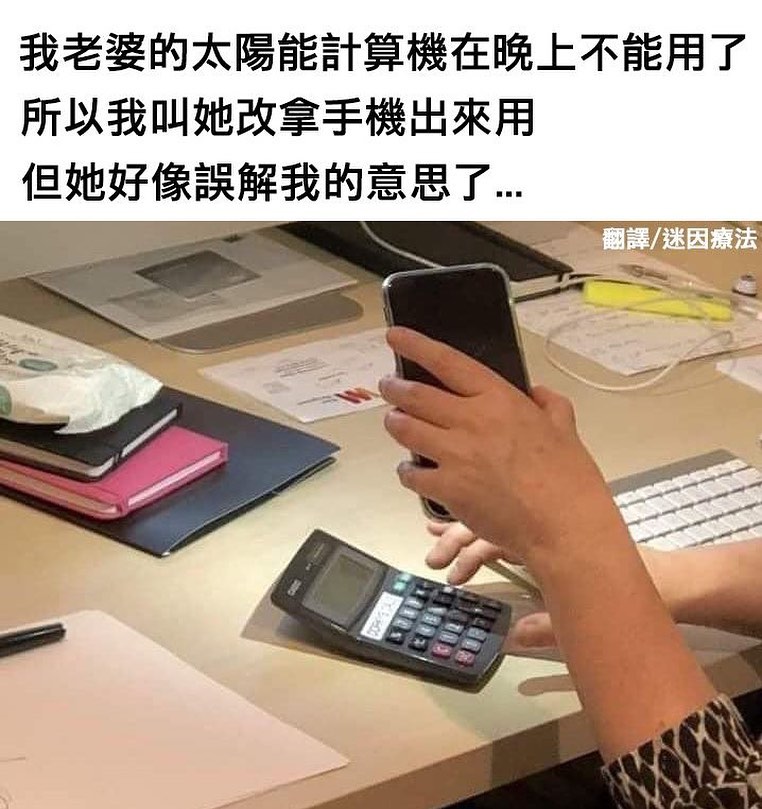 我老婆的太陽能計算機在晚上不能用了
所以我叫她改拿手機出來用
但她好像誤解我的意思了...
翻譯/迷因療法